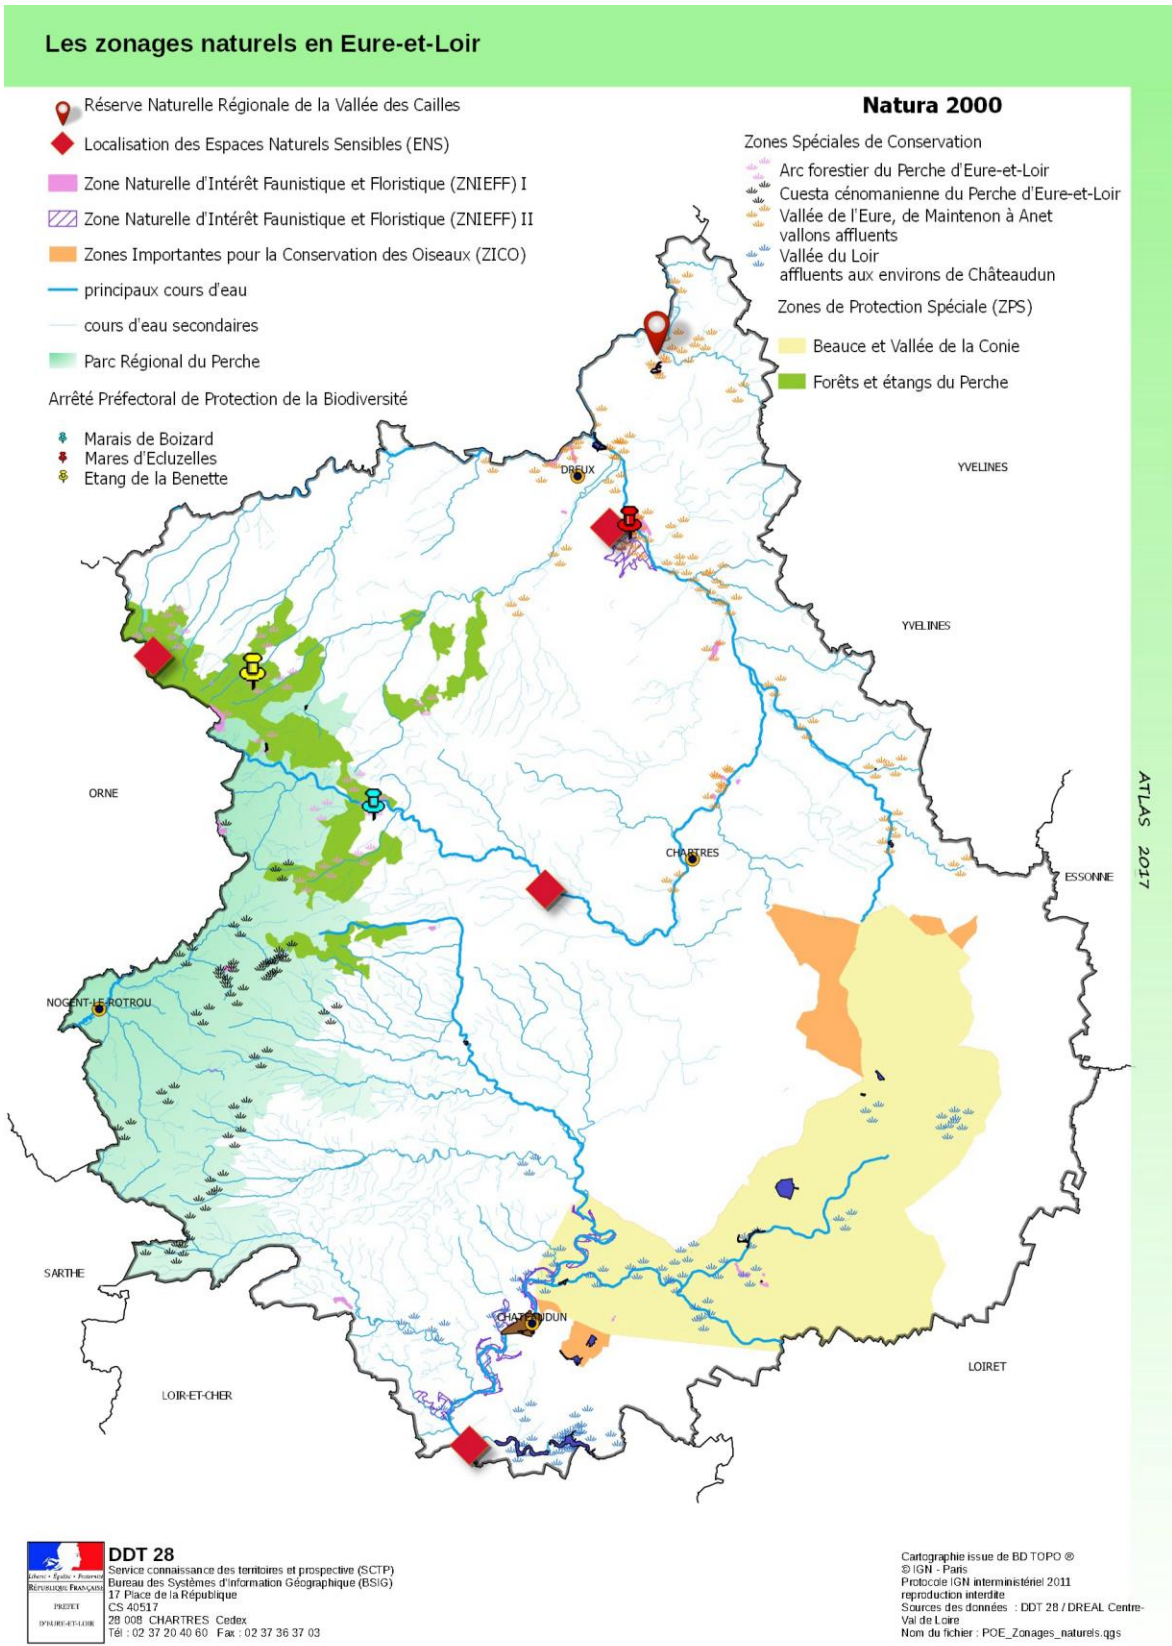 Les zonages naturels en Eure-et-Loir
Réserve Naturelle Régionale de la Vallée des Cailles
Localisation des Espaces Naturels Sensibles (ENS)
Zone Naturelle d'Intérêt Faunistique et Floristique (ZNIEFF) I
Zone Naturelle d'Intérêt Faunistique et Floristique (ZNIEFF) II
Zones Importantes pour la Conservation des Oiseaux (ZICO)
principaux cours d'eau
cours d'eau secondaires
Parc Régional du Perche
Arrêté Préfectoral de Protection de la Biodiversité
Marais de Boizard
Mares d'Ecluzelles
Etang de la Benette
Natura 2000
Zones Spéciales de Conservation
Arc forestier du Perche d'Eure-et-Loir
Cuesta cénomanienne du Perche d'Eure-et-Loir
Vallée de l'Eure, de Maintenon à Anet
vallons affluents
Vallée du Loir
affluents aux environs de Châteaudun
Zones de Protection Spéciale (ZPS)
Beauce et Vallée de la Conie
Forêts et étangs du Perche
YVELINES
DREUX
YVELINES
ORNE
ATLAS 2017
CHARTRES
ESSONNE
NOGENT-LE-ROTROU
SARTHE
CHATEAUDUN
LOIRET
LOIR-ET-CHER
Liberté • Égalité • Fraternité
RÉPUBLIQUE FRANÇAISE
PREFET
D'EURE-ET-LOIR
DDT 28
Service connaissance des territoires et prospective (SCTP)
Bureau des Systèmes d'Information Géographique (BSIG)
17 Place de la République
CS 40517
28 008 CHARTRES Cedex
Tél : 02 37 20 40 60 Fax : 02 37 36 37 03
Cartographie issue de BD TOPO ®
© IGN - Paris
Protocole IGN interministériel 2011
reproduction interdite
Sources des données : DDT 28 / DREAL Centre-
Val de Loire
Nom du fichier : POE_Zonages_naturels.qgs